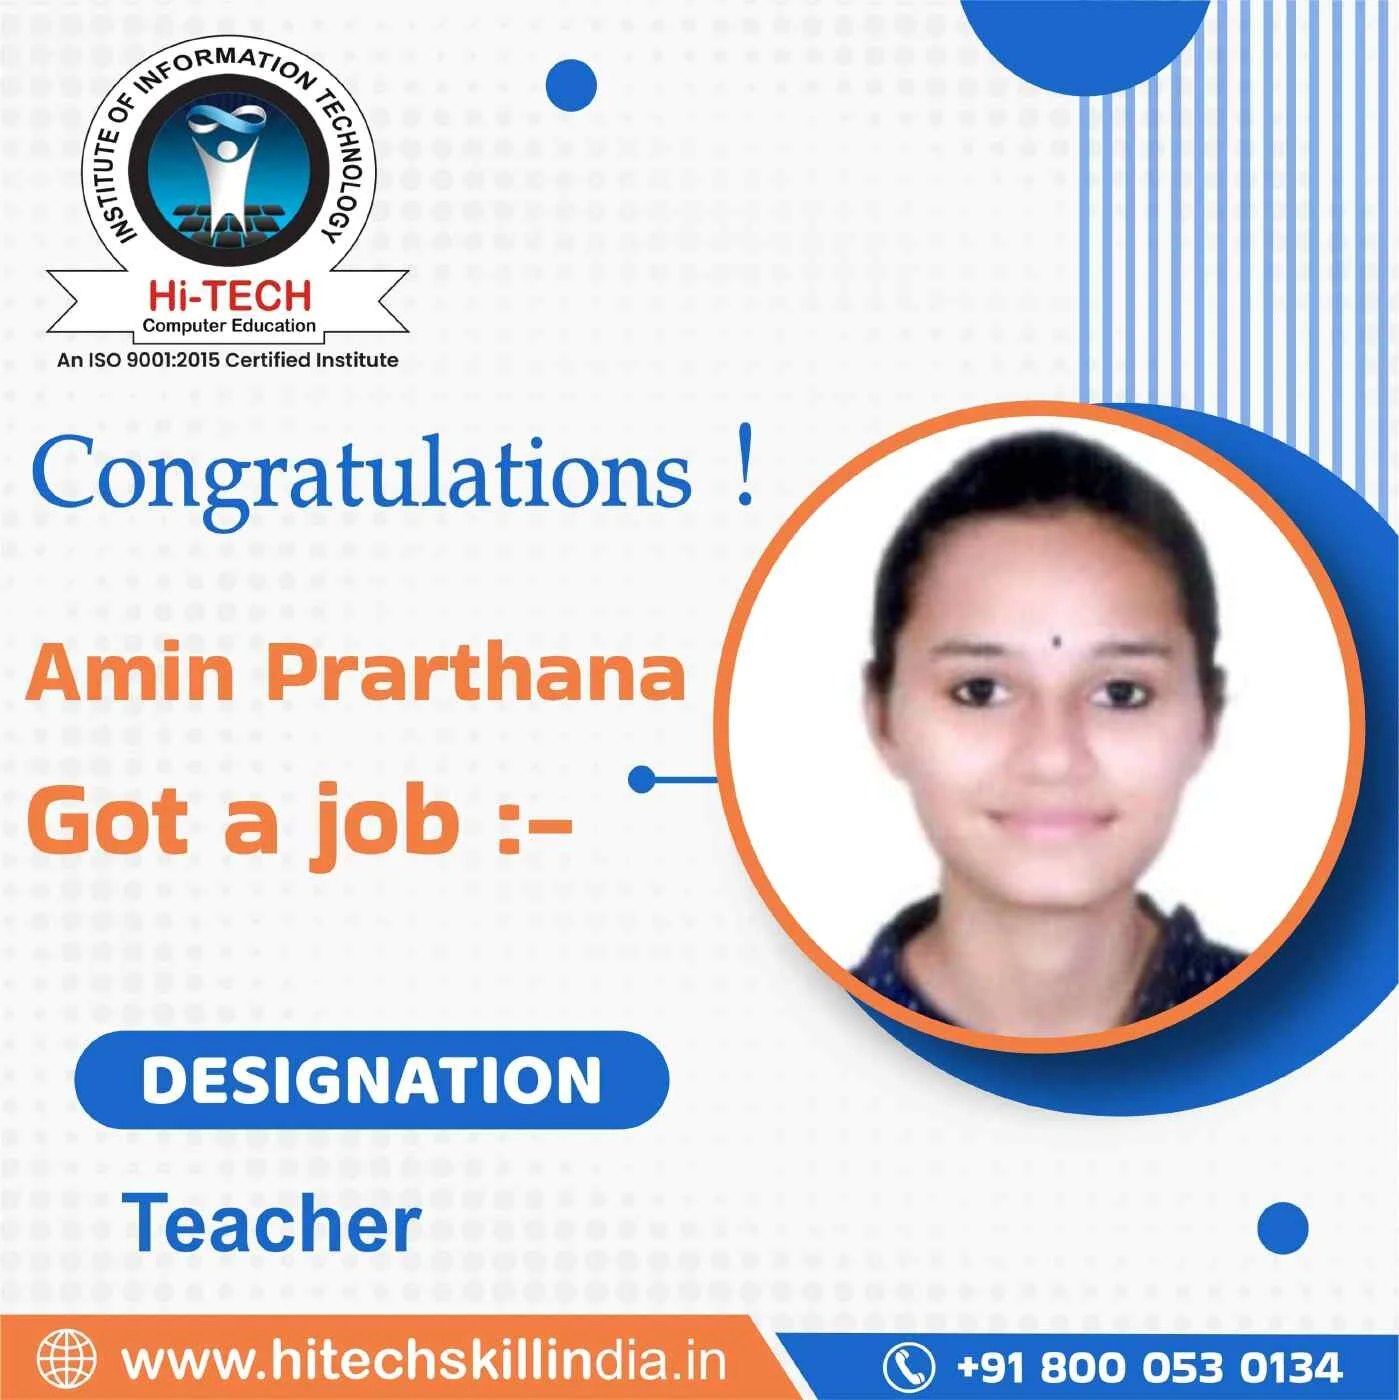 INSTITUTE OF INFORMATION TECHNOLOGY
Hi-TECH
Computer Education
An ISO 9001:2015 Certified Institute
Congratulations !
Amin Prarthana
Got a job :-
DESIGNATION
Teacher
www.hitechskillindia.in
+91 800 053 0134